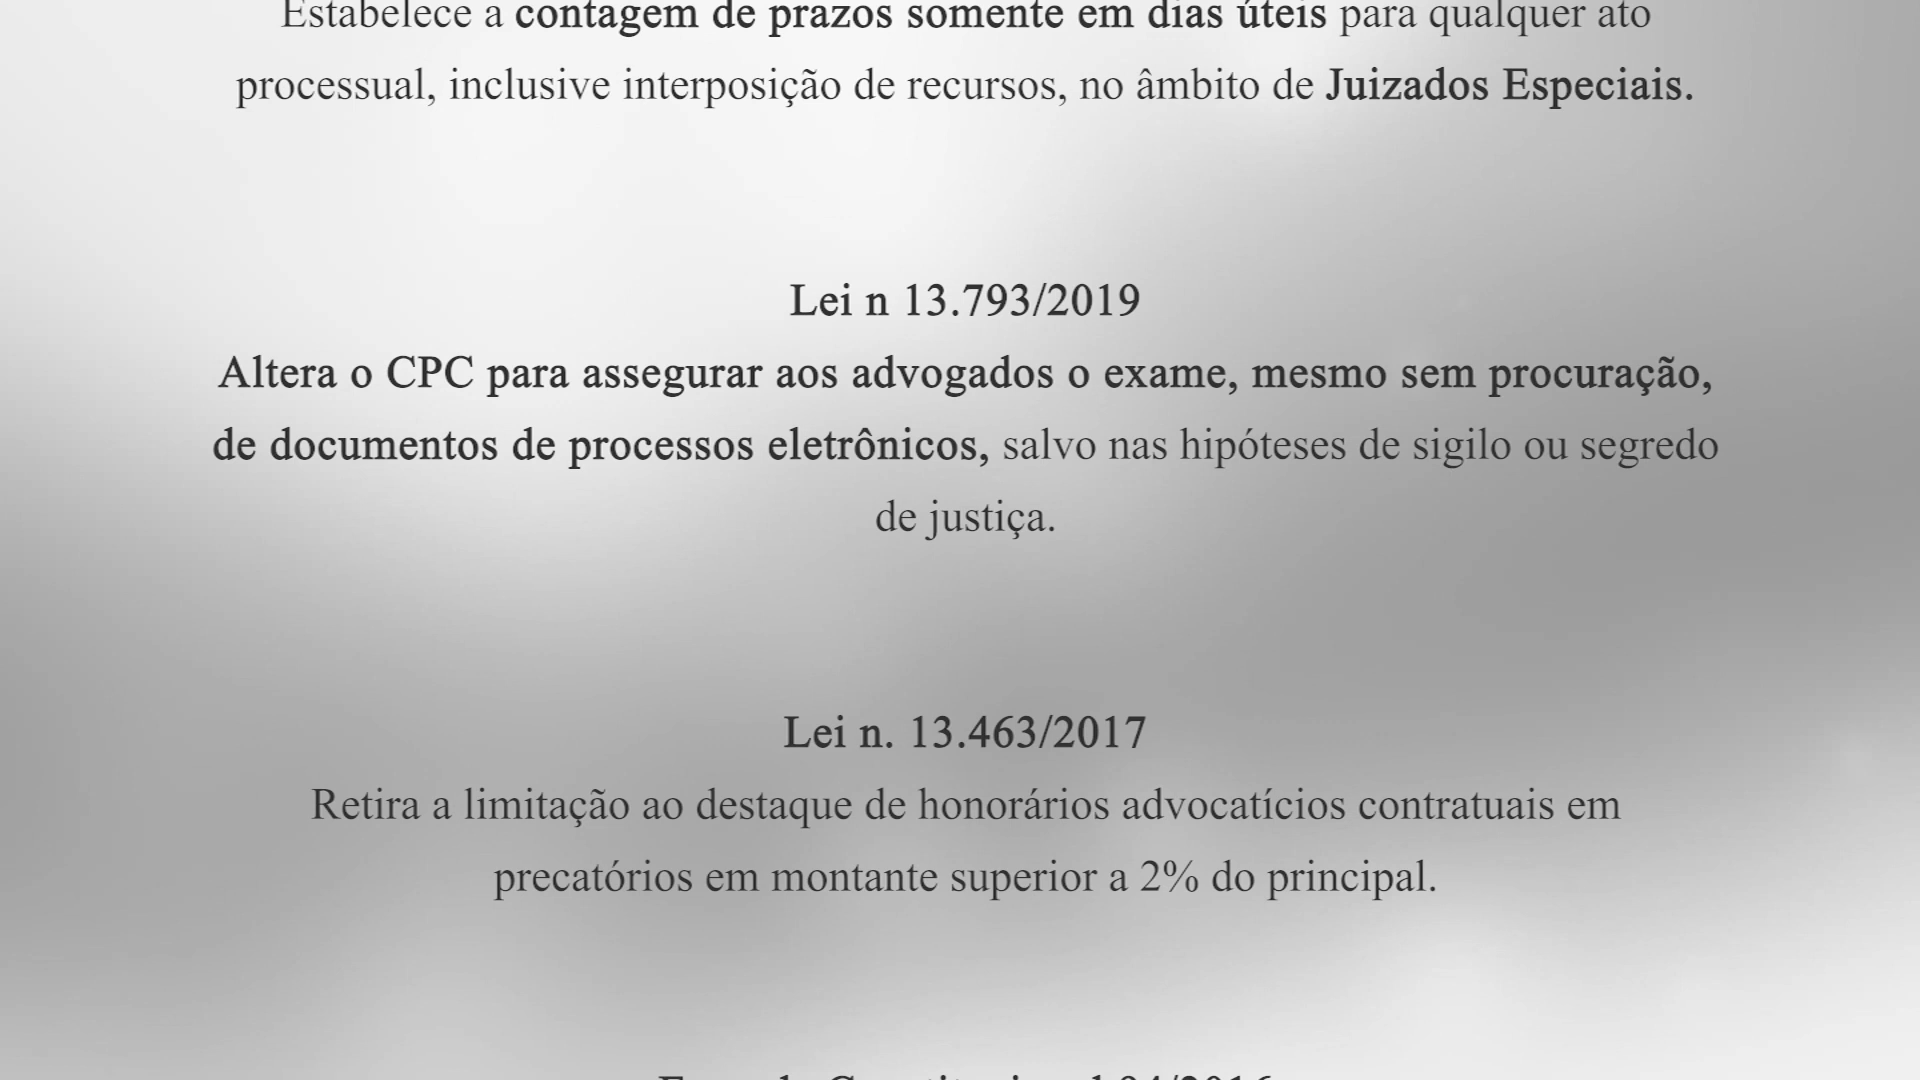 Estabelece a contagem de prazos somente em dias úteis para qualquer ato
processual, inclusive interposição de recursos, no âmbito de Juizados Especiais.
Lei n 13.793/2019
Altera o CPC para assegurar aos advogados o exame, mesmo sem procuração,
de documentos de processos eletrônicos, salvo nas hipóteses de sigilo ou segredo
de justiça.
Lei n. 13.463/2017
Retira a limitação ao destaque de honorários advocatícios contratuais em
precatórios em montante superior a 2% do principal.